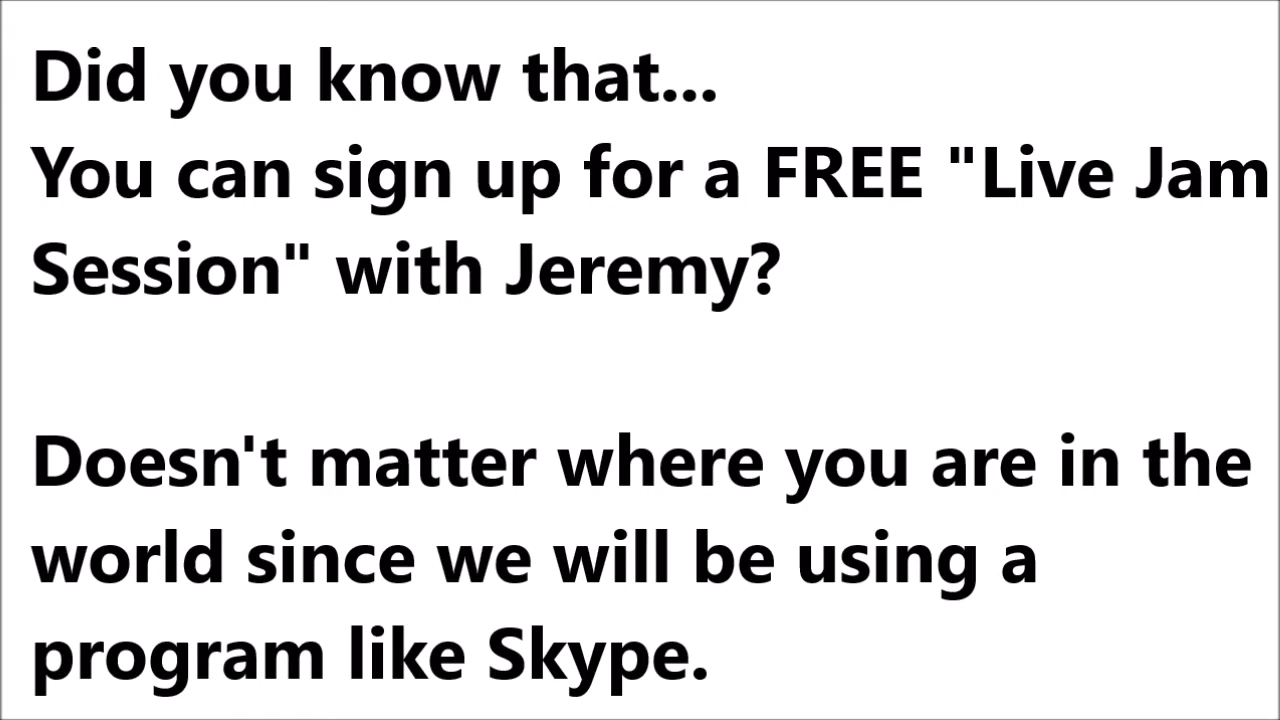 Did you know that...
You can sign up for a FREE "Live Jam
Session" with Jeremy?
Doesn't matter where you are in the
world since we will be using a
program like Skype.